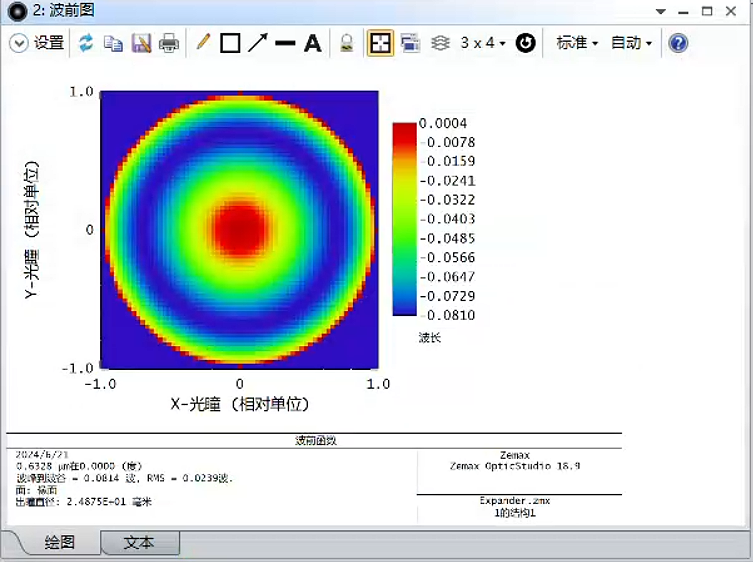 2: 波前图
设置
A
3 x 4
标准
自动
1.0
0
-1.0
Y-光瞳 (相对单位)
-1.0
0
1.0
X-光瞳 (相对单位)
0.0004
-0.0078
-0.0159
-0.0241
-0.0322
-0.0403
-0.0485
-0.0566
-0.0647
-0.0729
-0.0810
波长
波前函数
2024/6/21
0.6328 µm在0.0000 (度)
波峰到波谷 = 0.0814 波, RMS = 0.0239波.
面: 像面
出瞳直径: 2.4875E+01 毫米
Zemax
Zemax OpticStudio 18.9
Expander.zmx
1的结构1
绘图
文本